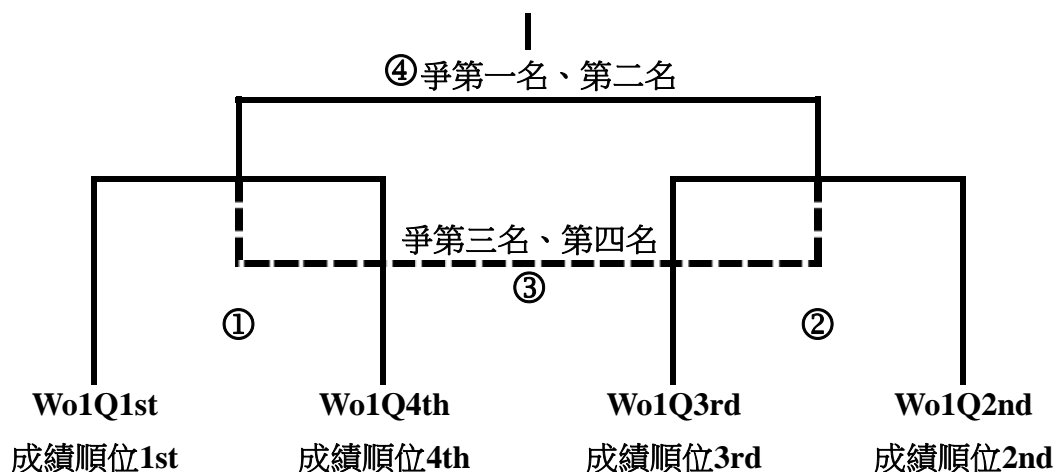 ④爭第一名、第二名
爭第三名、第四名
③
① ②
Wo1Q1st Wo1Q4th Wo1Q3rd Wo1Q2nd
成績順位1st 成績順位4th 成績順位3rd 成績順位2nd